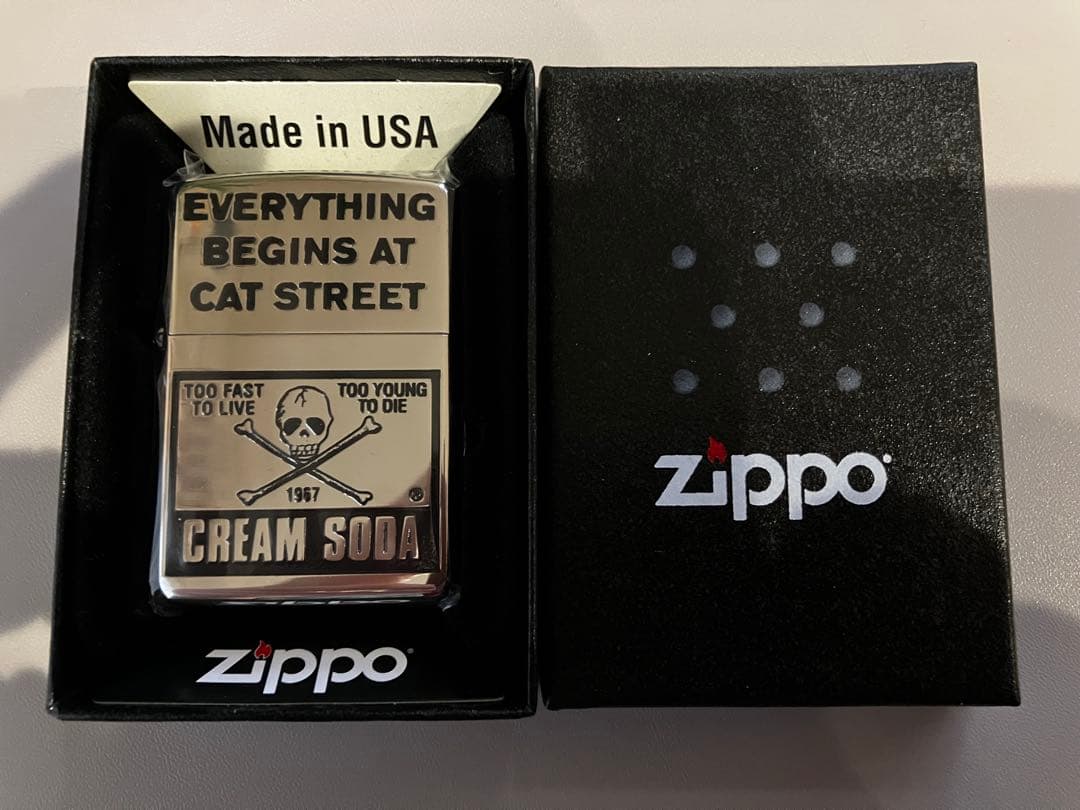 Made in USA
EVERYTHING
BEGINS AT
CAT STREET
TOO FAST
TO LIVE
TOO YOUNG
TO DIE
1967
®
CREAM SODA
zippo
zippo